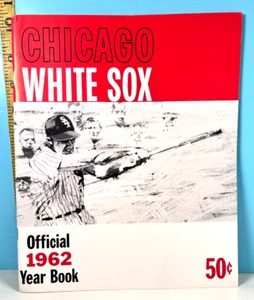 CHICAGO
WHITE SOX
Official
1962
Year Book
50¢